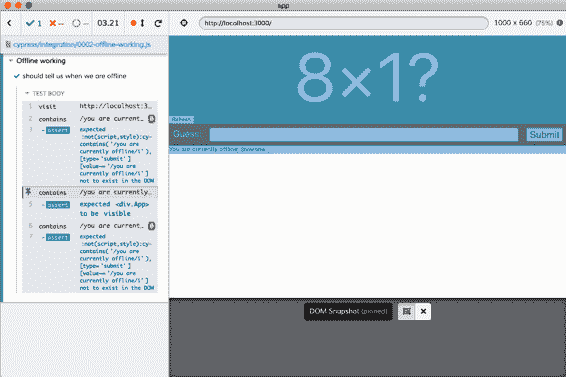 app
1
--
--
03.21
http://localhost:3000/
1000 x 660 (75%)
cypress/integration/0002-offline-working.js
Offline working
should tell us when we are offline
TEST BODY
1 visit http://localhost:3…
2 contains /you are current… 0
3 -assert expected
:not(script,style):cy-
contains('/you are
currently offline/i'),
[type='submit']
[value~='/you are
currently offline/i']
not to exist in the DOM
contains /you are currently…
5 -assert expected <div.App>
to be visible
6 contains /you are current… 0
7 -assert expected
:not(script,style):cy-
contains('/you are
currently offline/i'),
[type='submit']
[value~='/you are
currently offline/i']
not to exist in the DOM
8×1?
Refresh
Guess:
Submit
You are currently offline
DOM Snapshot (pinned)